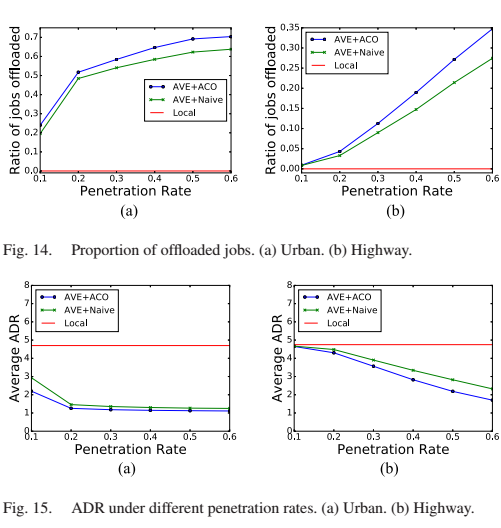 0.7
0.6
0.5
0.4
0.3
0.2
0.1
0.0
Ratio of jobs offloaded
AVE+ACO
AVE+Naive
Local
0.1 0.2 0.3 0.4 0.5 0.6
Penetration Rate
(a)
0.35
0.30
0.25
0.20
0.15
0.10
0.05
0.00
Ratio of jobs offloaded
AVE+ACO
AVE+Naive
Local
0.1 0.2 0.3 0.4 0.5 0.6
Penetration Rate
(b)
Fig. 14. Proportion of offloaded jobs. (a) Urban. (b) Highway.
8
7
6
5
4
3
2
1
0
Average ADR
AVE+ACO
AVE+Naive
Local
0.1 0.2 0.3 0.4 0.5 0.6
Penetration Rate
(a)
8
7
6
5
4
3
2
1
0
Average ADR
AVE+ACO
AVE+Naive
Local
0.1 0.2 0.3 0.4 0.5 0.6
Penetration Rate
(b)
Fig. 15. ADR under different penetration rates. (a) Urban. (b) Highway.